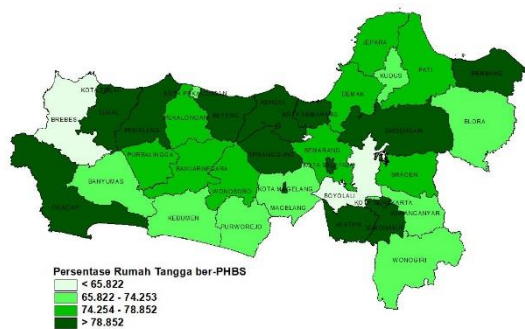 JEPARA
KUDUS
PATI
REMBANG
DEMAK
BLORA
BREBES
TEGAL
PEMALANG
PEKALONGAN
BATANG
KENDAL
GROBOGAN
PURBALINGGA
BANJARNEGARA
TEMANGGUNG
SEMARANG
SRAGEN
BANYUMAS
WONOSOBO
KOTA MAGELANG
BOYOLALI
CILACAP
MAGELANG
KARANGANYAR
KEBUMEN
PURWOREJO
KLATEN
WONOGIRI
Persentase Rumah Tangga ber-PHBS
< 65.822
65.822 - 74.253
74.254 - 78.852
> 78.852